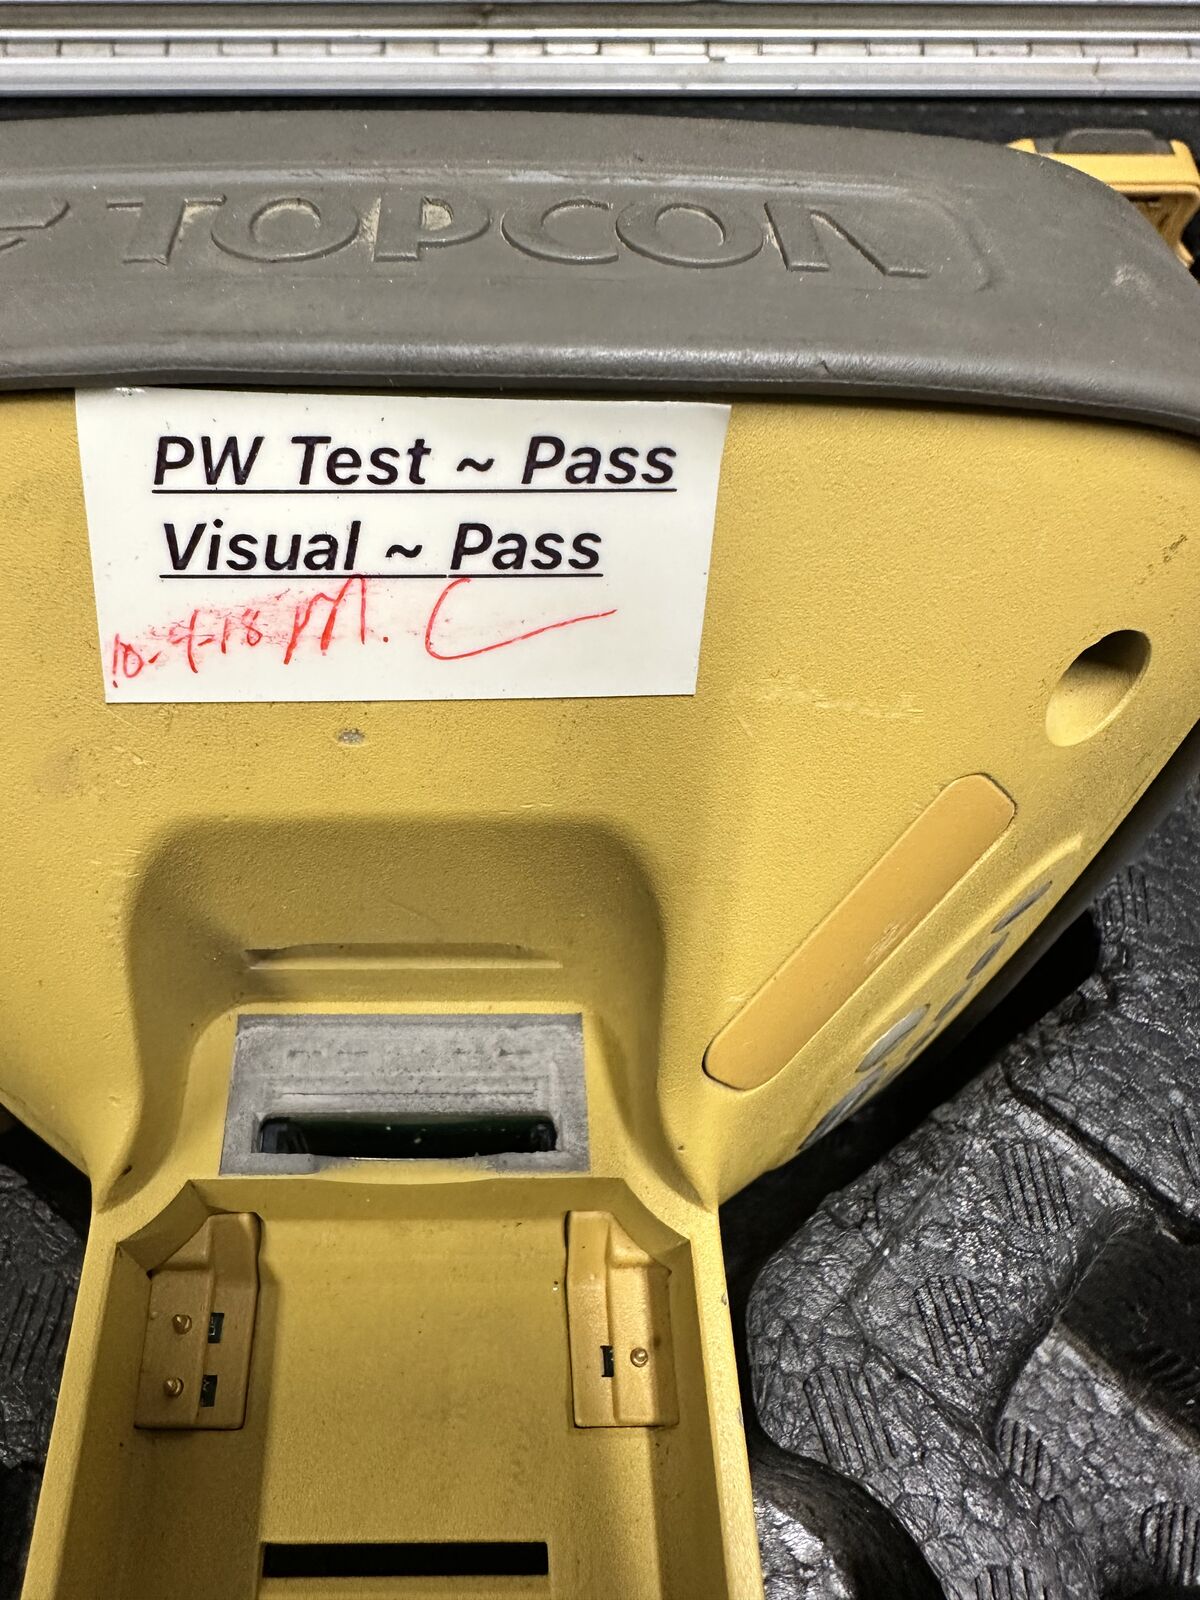 TOPCON
PW Test ~ Pass
Visual ~ Pass
10-4-18 M. C